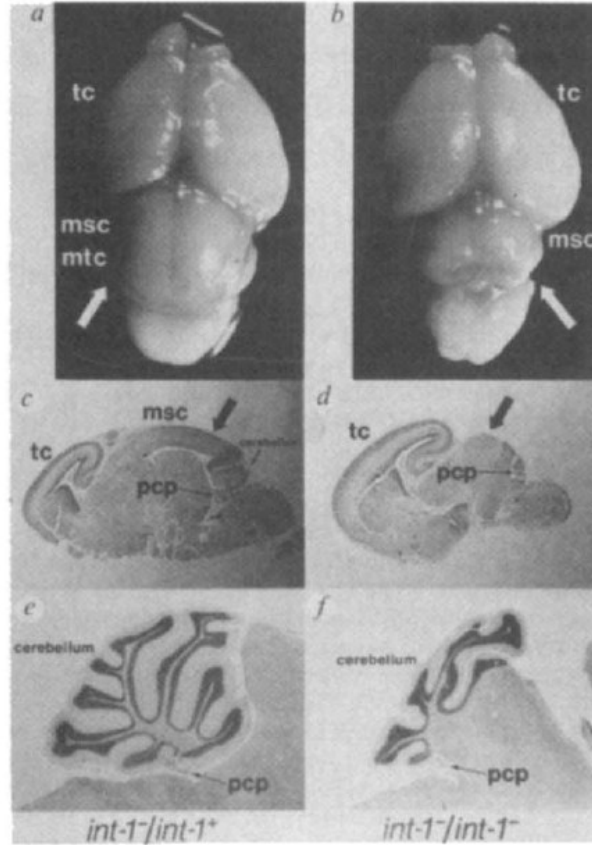 a b
tc tc
msc
mtc
msc
c d
msc
tc tc
cerebellum
pcp pcp
e f
cerebellum cerebellum
pcp pcp
int-1⁻/int-1⁺ int-1⁻/int-1⁻